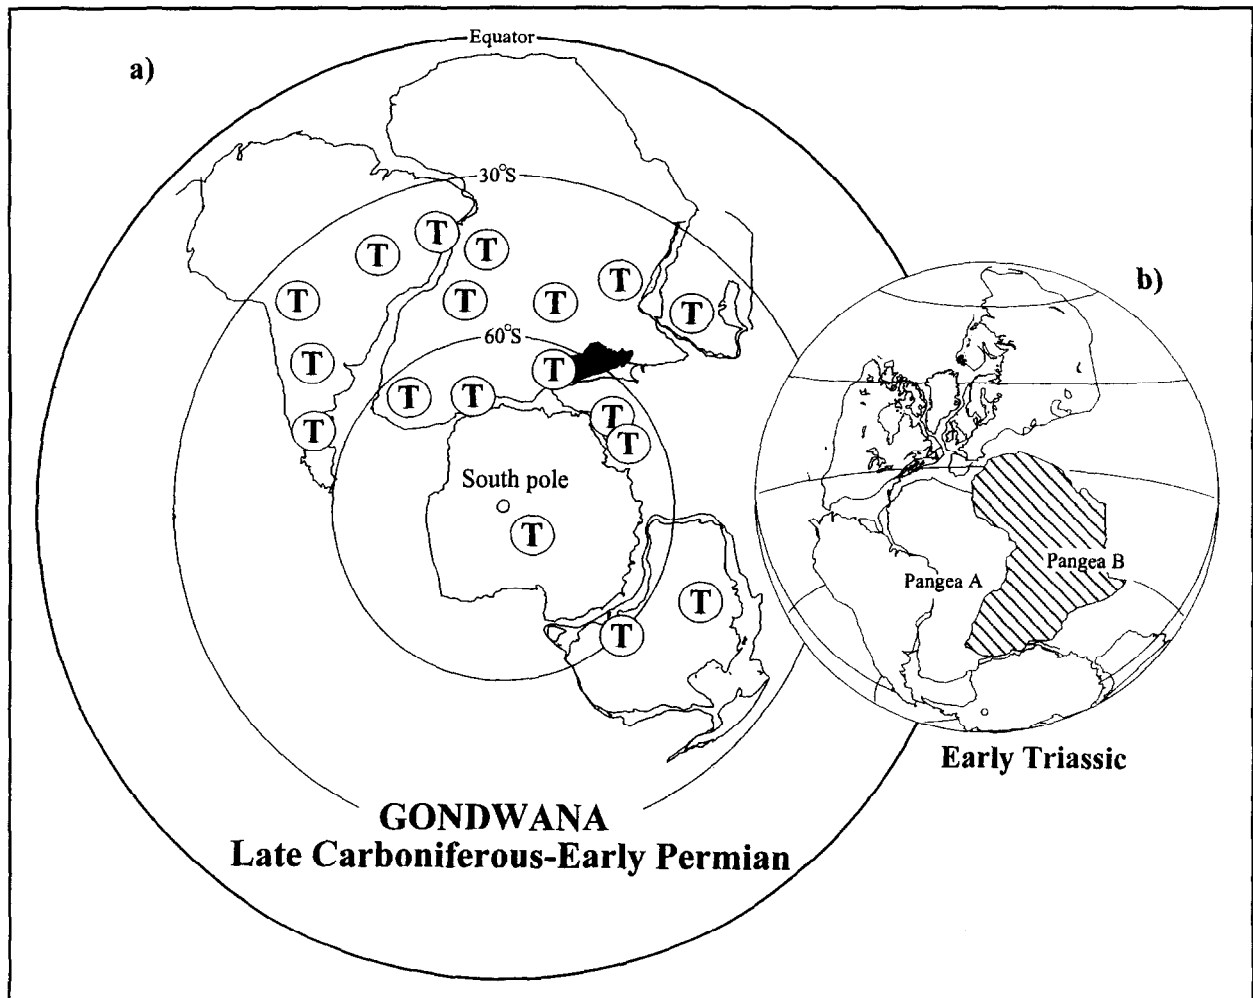 Equator
a)
30°S
T
T
T
T
T
T
T
T
60°S
T
T
T
T
T
T
T
South pole
T
T
T
GONDWANA
Late Carboniferous-Early Permian
b)
Pangea A
Pangea B
Early Triassic